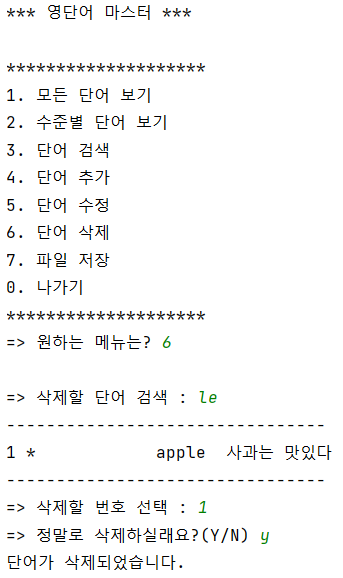 *** 영단어 마스터 ***
********************
1. 모든 단어 보기
2. 수준별 단어 보기
3. 단어 검색
4. 단어 추가
5. 단어 수정
6. 단어 삭제
7. 파일 저장
0. 나가기
********************
=> 원하는 메뉴는? 6
=> 삭제할 단어 검색 : le
--------------------------------
1 *            apple  사과는 맛있다
--------------------------------
=> 삭제할 번호 선택 : 1
=> 정말로 삭제하실래요?(Y/N) y
단어가 삭제되었습니다.